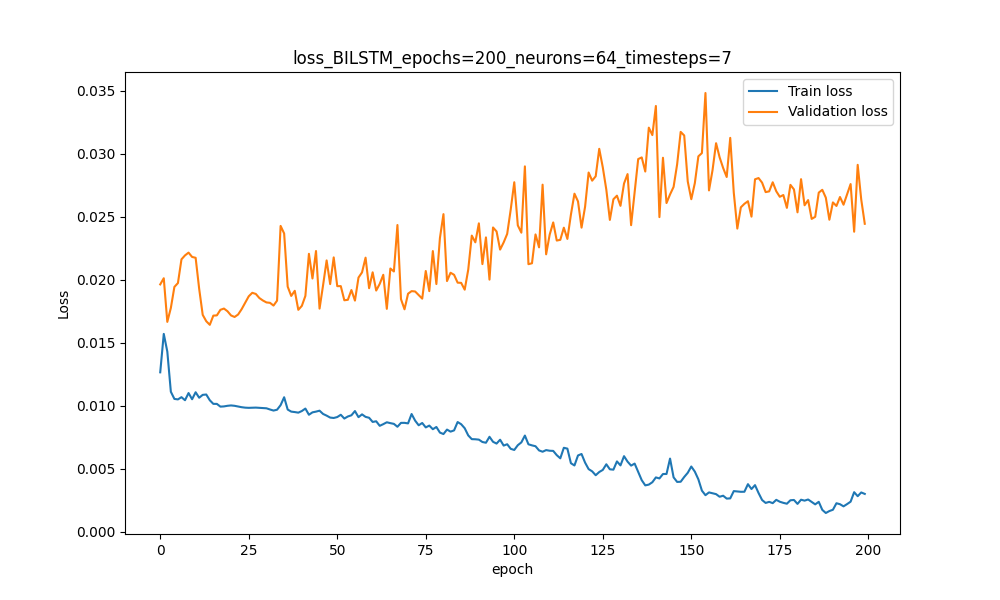 loss_BILSTM_epochs=200_neurons=64_timesteps=7
Train loss
Validation loss
Loss
0.035
0.030
0.025
0.020
0.015
0.010
0.005
0.000
0 25 50 75 100 125 150 175 200
epoch